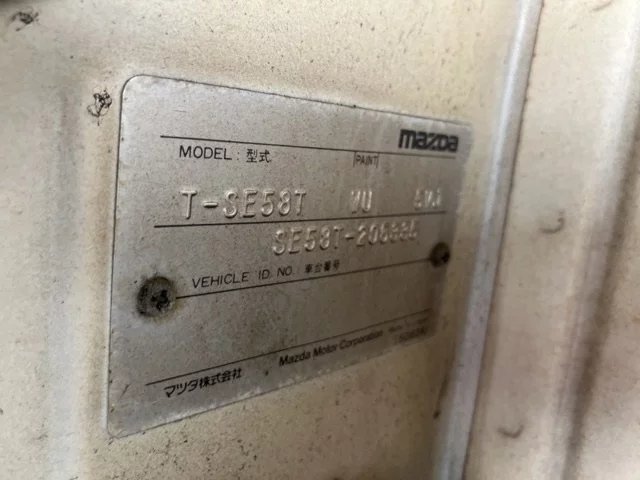 mazda
MODEL : 型式 PAINT
T-SE58T WU
VEHICLE ID. NO. : 車台番号
マツダ株式会社 Mazda Motor Corporation